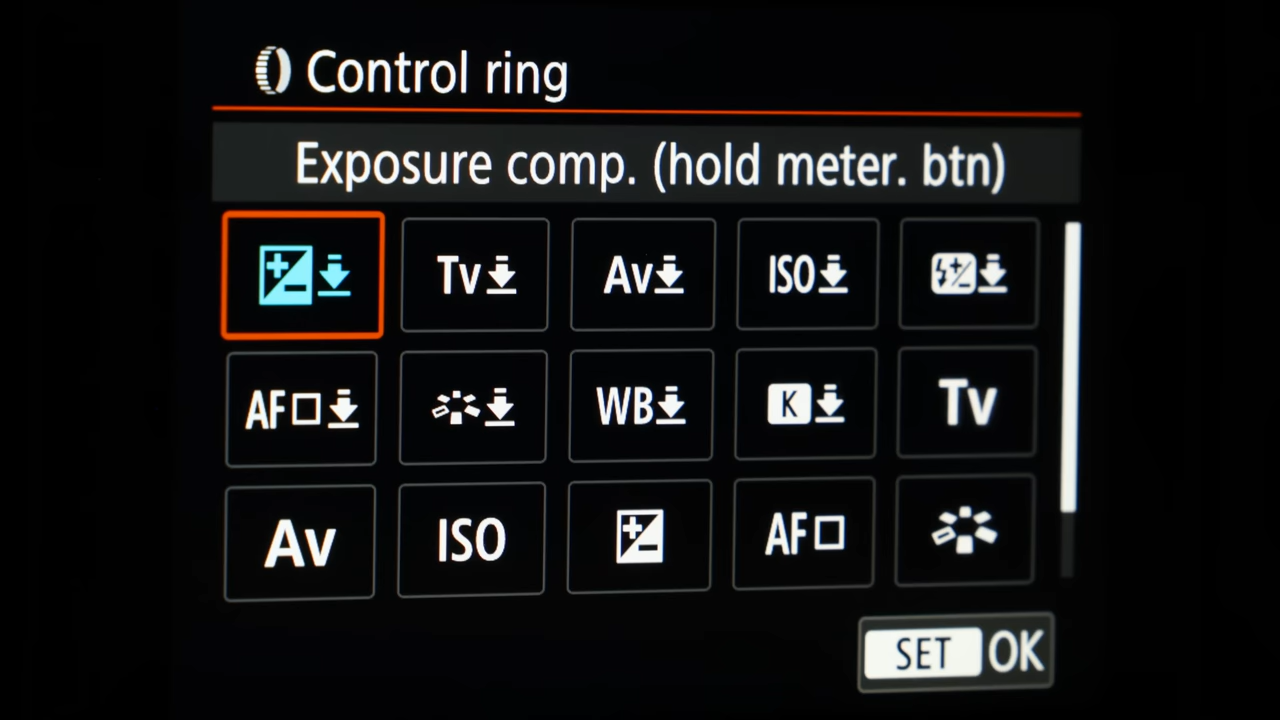 Control ring
Exposure comp. (hold meter. btn)
Tv Av ISO
AF WB K Tv
Av ISO AF
SET OK